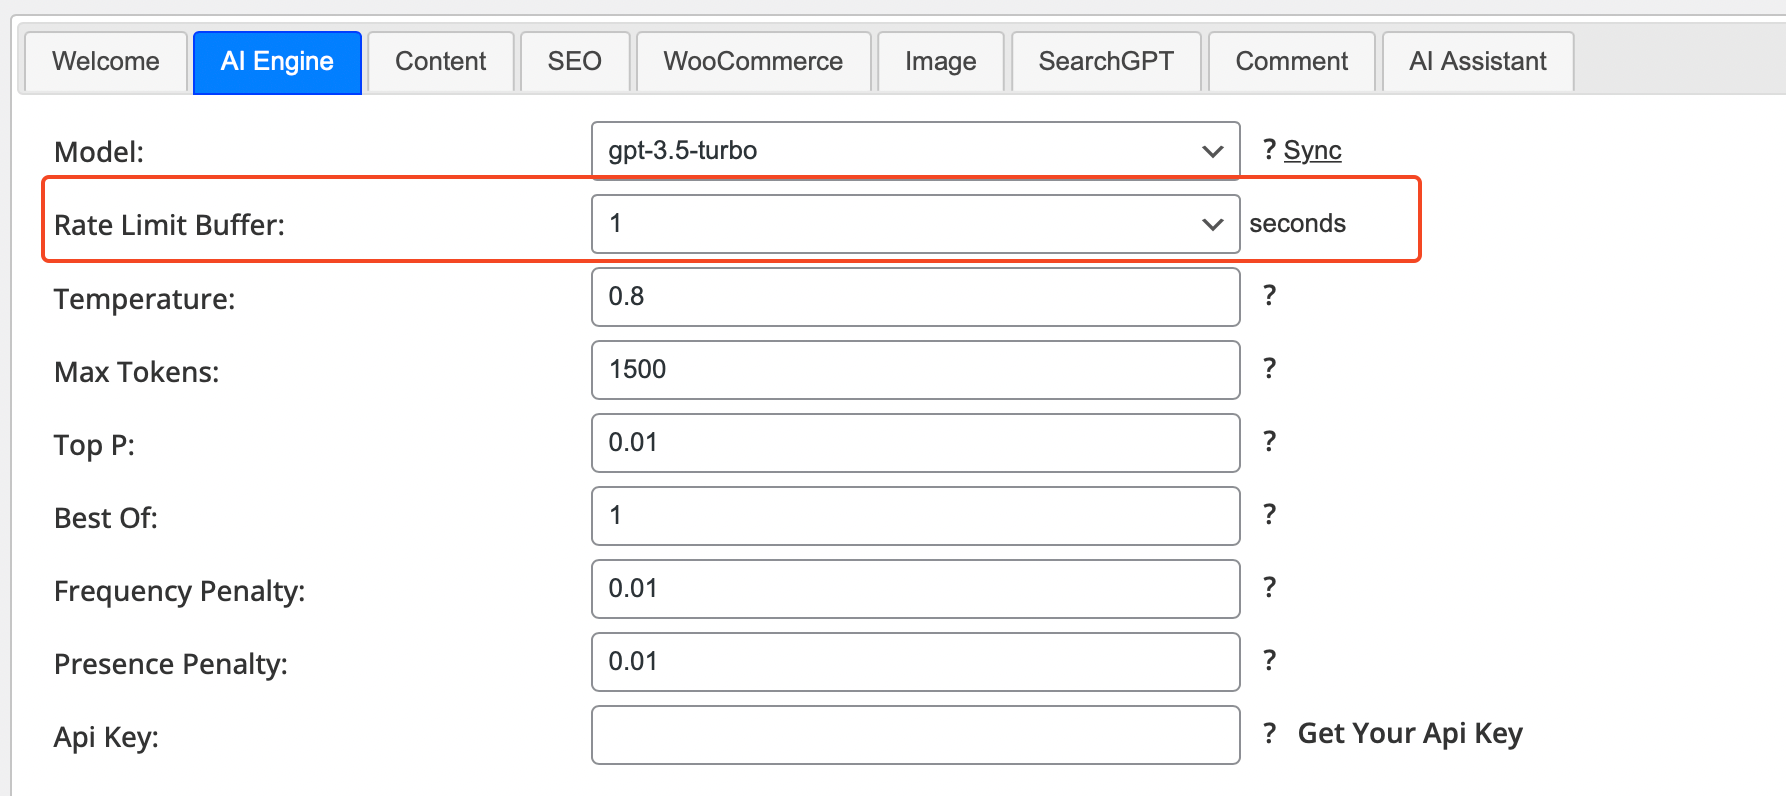 Welcome AI Engine Content SEO WooCommerce Image SearchGPT Comment AI Assistant
Model: gpt-3.5-turbo ? Sync
Rate Limit Buffer: 1 seconds
Temperature: 0.8 ?
Max Tokens: 1500 ?
Top P: 0.01 ?
Best Of: 1 ?
Frequency Penalty: 0.01 ?
Presence Penalty: 0.01 ?
Api Key: ? Get Your Api Key